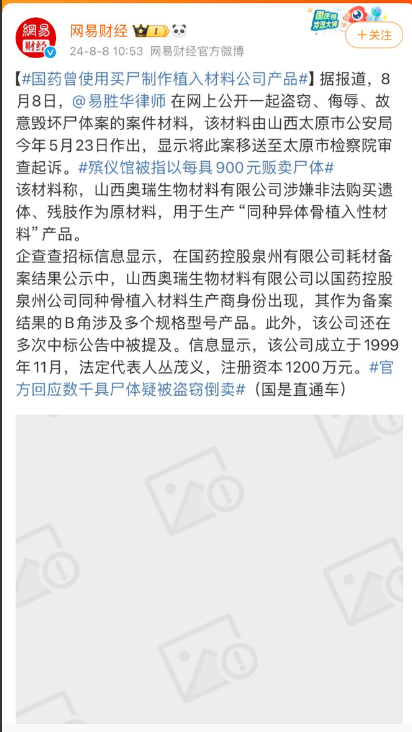 網易
财经
网易财经
24-8-8 10:53 网易财经官方微博
+关注
【#国药曾使用买尸制作植入材料公司产品#】据报道，8
月8日，@易胜华律师 在网上公开一起盗窃、侮辱、故
意毁坏尸体案的案件材料，该材料由山西太原市公安局
今年5月23日作出，显示将此案移送至太原市检察院审
查起诉。#殡仪馆被指以每具900元贩卖尸体#
该材料称，山西奥瑞生物材料有限公司涉嫌非法购买遗
体、残肢作为原材料，用于生产“同种异体骨植入性材
料”产品。
企查查招标信息显示，在国药控股泉州有限公司耗材备
案结果公示中，山西奥瑞生物材料有限公司以国药控股
泉州公司同种骨植入材料生产商身份出现，其作为备案
结果的B角涉及多个规格型号产品。此外，该公司还在
多次中标公告中被提及。信息显示，该公司成立于1999
年11月，法定代表人丛茂义，注册资本1200万元。#官
方回应数千具尸体疑被盗窃倒卖#（国是直通车）